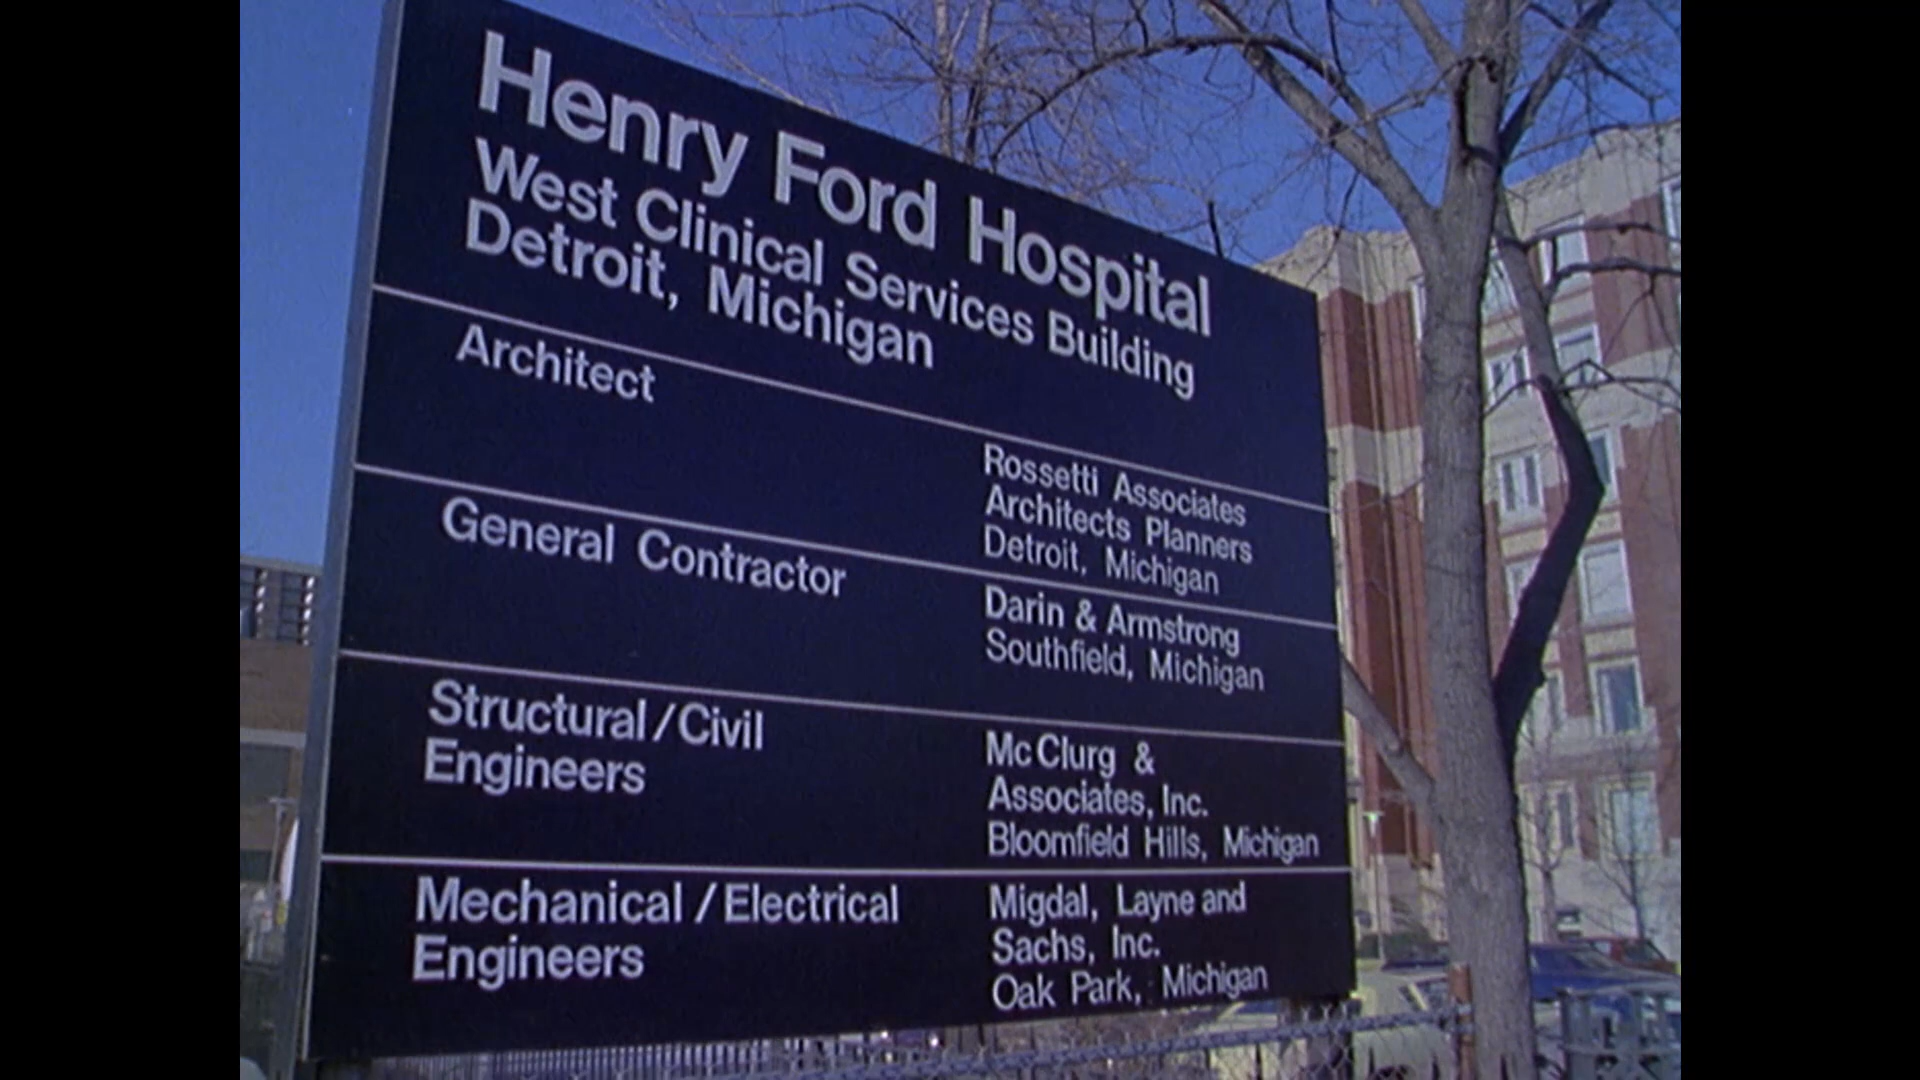 Henry Ford Hospital
West Clinical Services Building
Detroit, Michigan
Architect
Rossetti Associates
Architects Planners
Detroit, Michigan
General Contractor
Darin & Armstrong
Southfield, Michigan
Structural/Civil
Engineers
McClurg &
Associates, Inc.
Bloomfield Hills, Michigan
Mechanical/Electrical
Engineers
Migdal, Layne and
Sachs, Inc.
Oak Park, Michigan